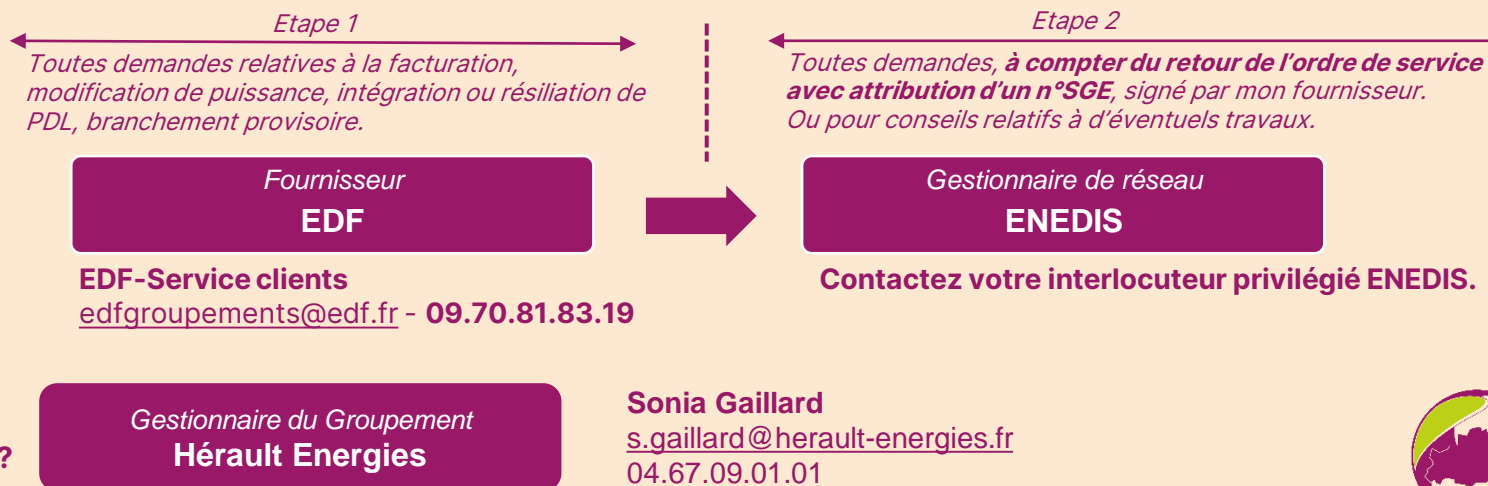 Etape 1
Toutes demandes relatives à la facturation,
modification de puissance, intégration ou résiliation de
PDL, branchement provisoire.
Fournisseur
EDF
EDF-Service clients
edfgroupements@edf.fr - 09.70.81.83.19
Etape 2
Toutes demandes, à compter du retour de l'ordre de service
avec attribution d'un n°SGE, signé par mon fournisseur.
Ou pour conseils relatifs à d'éventuels travaux.
Gestionnaire de réseau
ENEDIS
Contactez votre interlocuteur privilégié ENEDIS.
?
Gestionnaire du Groupement
Hérault Energies
Sonia Gaillard
s.gaillard@herault-energies.fr
04.67.09.01.01